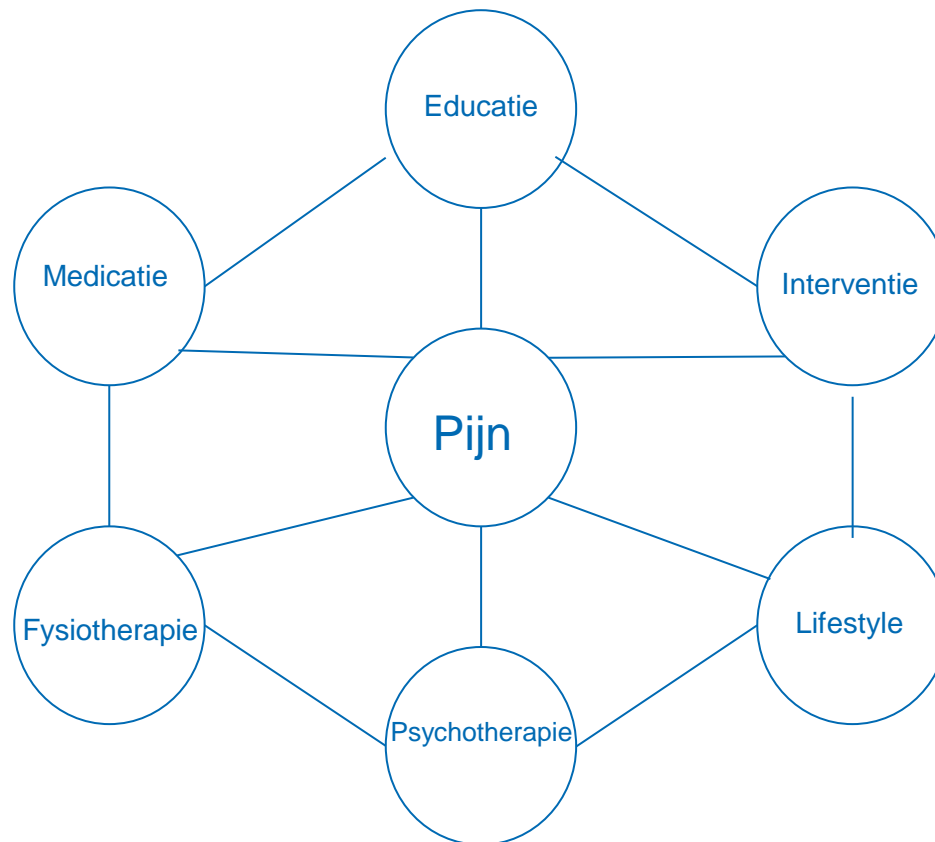 Educatie
Medicatie
Interventie
Pijn
Fysiotherapie
Lifestyle
Psychotherapie